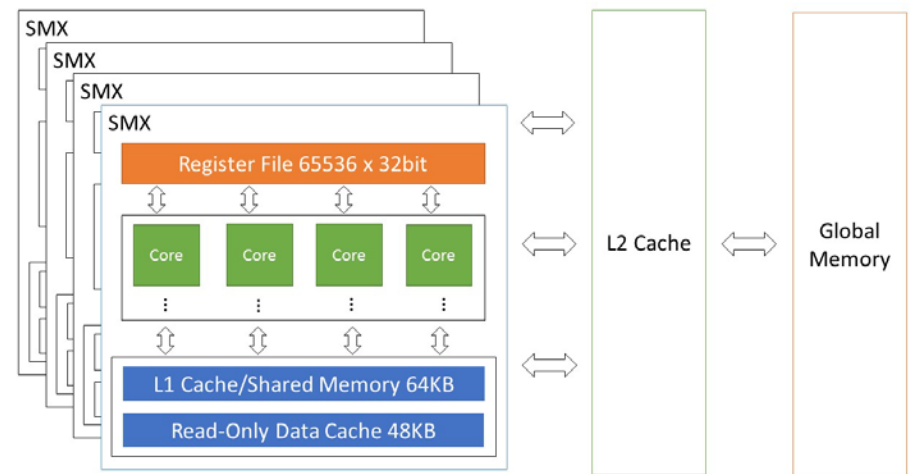 SMX
SMX
SMX
SMX
Register File 65536 x 32bit
Core Core Core Core
L1 Cache/Shared Memory 64KB
Read-Only Data Cache 48KB
L2 Cache
Global
Memory